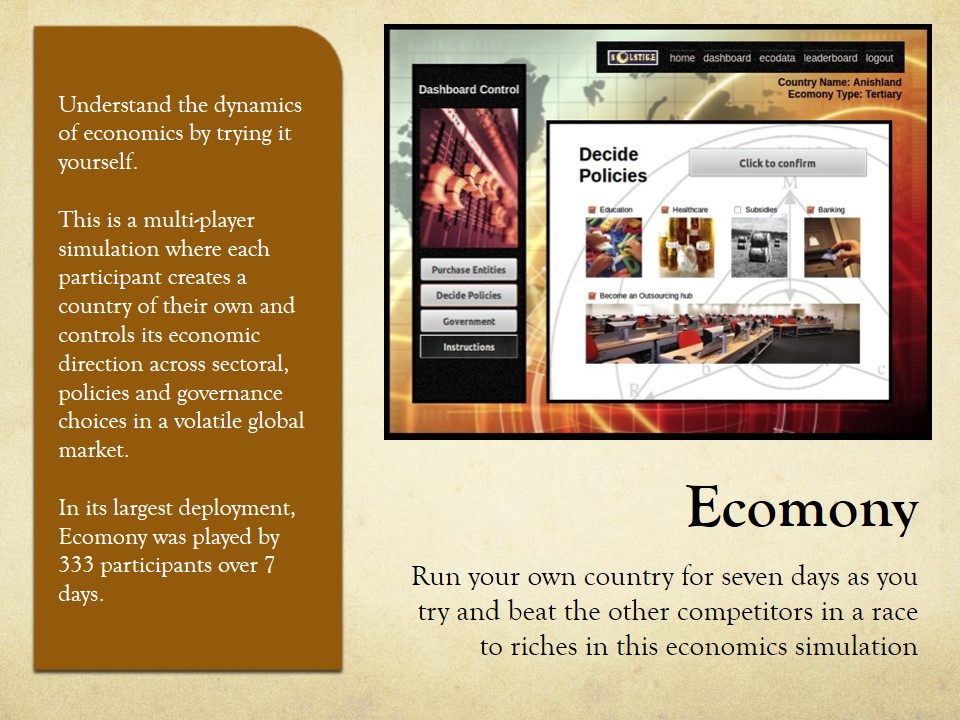 Understand the dynamics
of economics by trying it
yourself.
This is a multi-player
simulation where each
participant creates a
country of their own and
controls its economic
direction across sectoral,
policies and governance
choices in a volatile global
market.
In its largest deployment,
Ecomony was played by
333 participants over 7
days.
SOLSTICE home dashboard ecodata leaderboard logout
Country Name: Anishland
Ecomony Type: Tertiary
Dashboard Control
Purchase Entities
Decide Policies
Government
Instructions
Decide
Policies
Click to confirm
M
Education Healthcare Subsidies Banking
Become an Outsourcing hub
b c
R
Ecomony
Run your own country for seven days as you
try and beat the other competitors in a race
to riches in this economics simulation